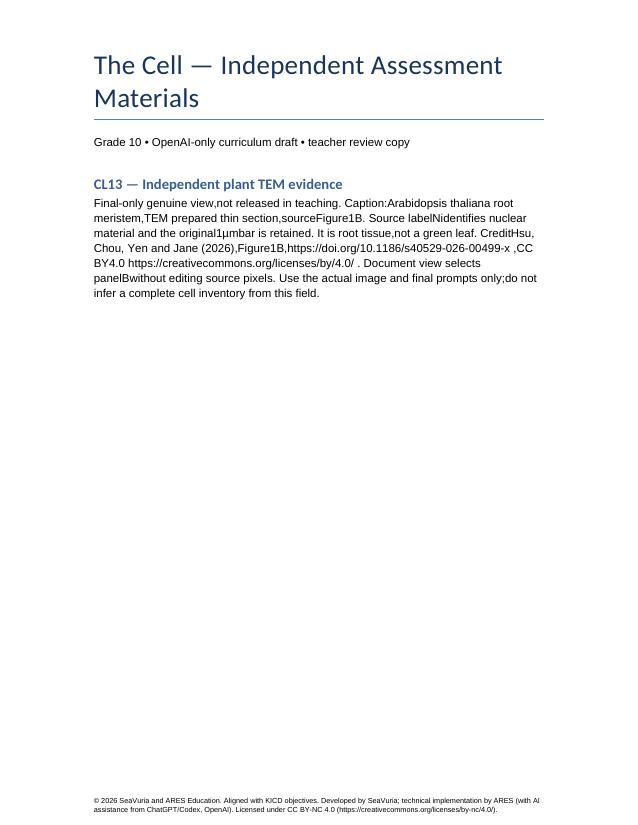 The Cell — Independent Assessment
Materials
Grade 10 • OpenAI-only curriculum draft • teacher review copy
CL13 — Independent plant TEM evidence
Final-only genuine view,not released in teaching. Caption:Arabidopsis thaliana root
meristem,TEM prepared thin section,sourceFigure1B. Source labelNidentifies nuclear
material and the original1µmbar is retained. It is root tissue,not a green leaf. CreditHsu,
Chou, Yen and Jane (2026),Figure1B,https://doi.org/10.1186/s40529-026-00499-x ,CC
BY4.0 https://creativecommons.org/licenses/by/4.0/ . Document view selects
panelBwithout editing source pixels. Use the actual image and final prompts only;do not
infer a complete cell inventory from this field.
© 2026 SeaVuria and ARES Education. Aligned with KICD objectives. Developed by SeaVuria; technical implementation by ARES (with AI
assistance from ChatGPT/Codex, OpenAI). Licensed under CC BY-NC 4.0 (https://creativecommons.org/licenses/by-nc/4.0/).